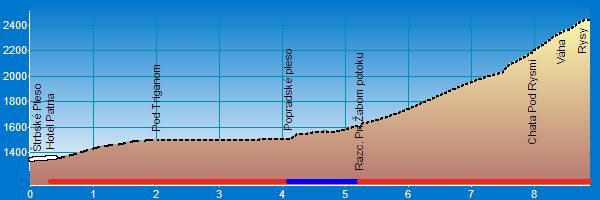 2400
2200
2000
1800
1600
1400
Štrbské Pleso
Hotel Patria
Pod Triganom
Popradské pleso
Razc. Pri Žabom potoku
Chata Pod Rysmi
Váha
Rysy
0 1 2 3 4 5 6 7 8